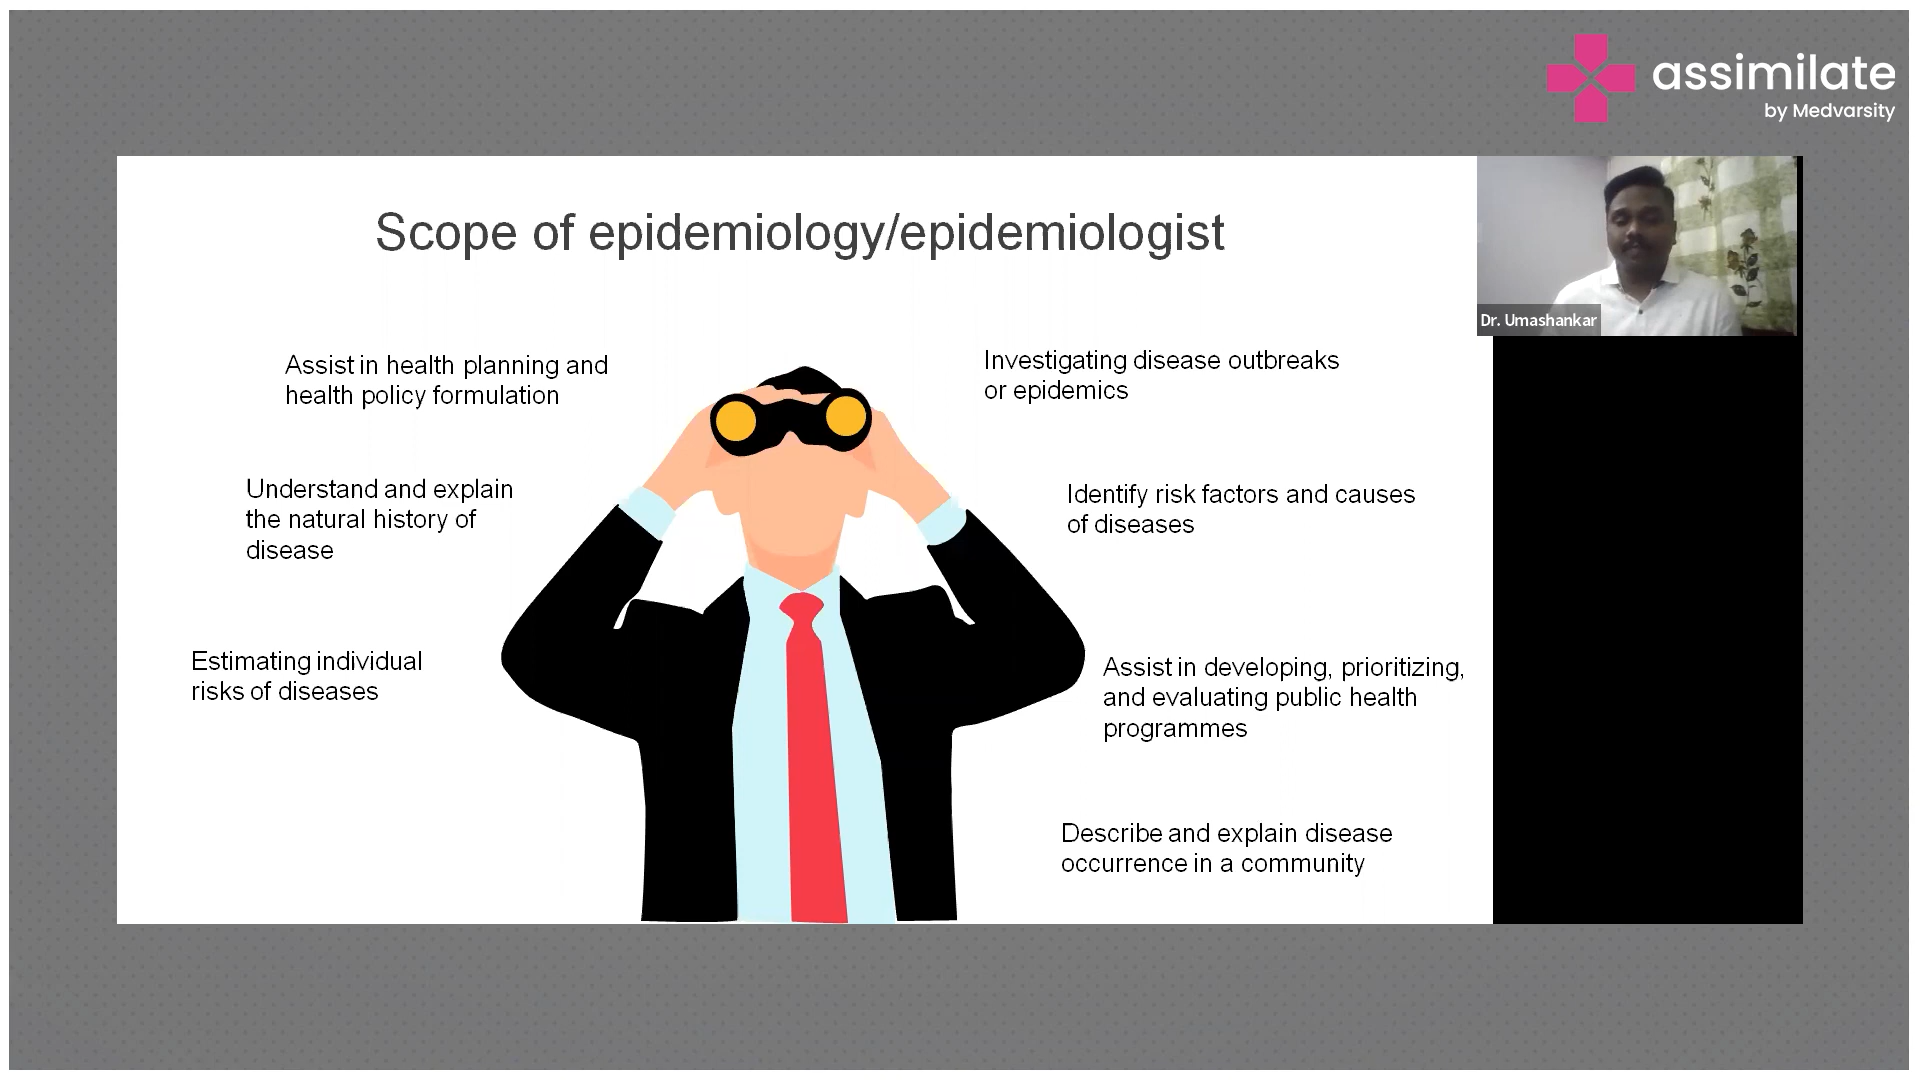 assimilate
by Medvarsity
Scope of epidemiology/epidemiologist
Dr. Umashankar
Assist in health planning and
health policy formulation
Understand and explain
the natural history of
disease
Estimating individual
risks of diseases
Investigating disease outbreaks
or epidemics
Identify risk factors and causes
of diseases
Assist in developing, prioritizing,
and evaluating public health
programmes
Describe and explain disease
occurrence in a community